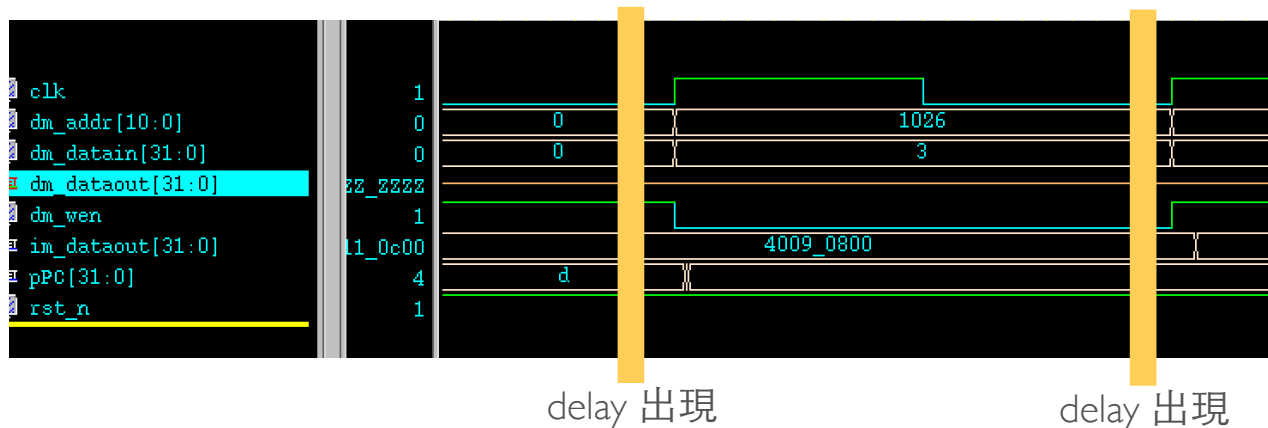 clk 1
dm_addr[10:0] 0 0 1026
dm_datain[31:0] 0 0 3
dm_dataout[31:0] ZZ_ZZZZ
dm_wen 1
im_dataout[31:0] 11_0c00 4009_0800
pPC[31:0] 4 d
rst_n 1
delay 出現 delay 出現